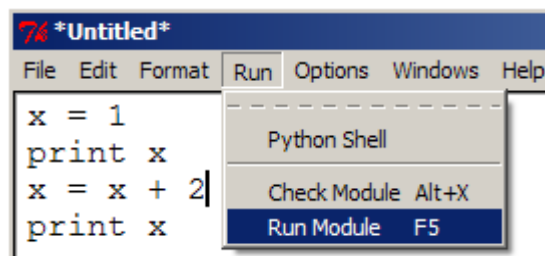 *Untitled*
File Edit Format Run Options Windows Help
x = 1
print x
x = x + 2
print x
Python Shell
Check Module Alt+X
Run Module F5